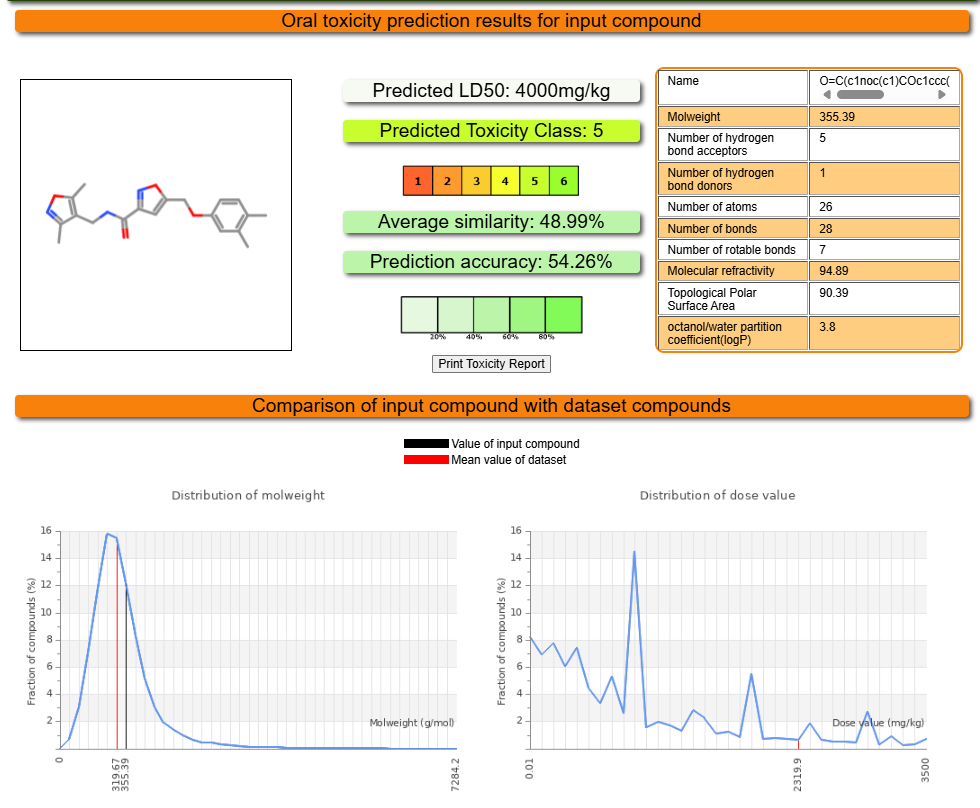 Oral toxicity prediction results for input compound
Predicted LD50: 4000mg/kg
Predicted Toxicity Class: 5
1 2 3 4 5 6
Average similarity: 48.99%
Prediction accuracy: 54.26%
20% 40% 60% 80%
Print Toxicity Report
Name O=C(c1noc(c1)COc1ccc(
Molweight 355.39
Number of hydrogen
bond acceptors 5
Number of hydrogen
bond donors 1
Number of atoms 26
Number of bonds 28
Number of rotable bonds 7
Molecular refractivity 94.89
Topological Polar
Surface Area 90.39
octanol/water partition
coefficient(logP) 3.8
Comparison of input compound with dataset compounds
Value of input compound
Mean value of dataset
Distribution of molweight
Fraction of compounds (%)
16
14
12
10
8
6
4
2
Molweight (g/mol)
0 319.67 355.39 7284.2
Distribution of dose value
Fraction of compounds (%)
16
14
12
10
8
6
4
2
Dose value (mg/kg)
0.01 2319.9 3500